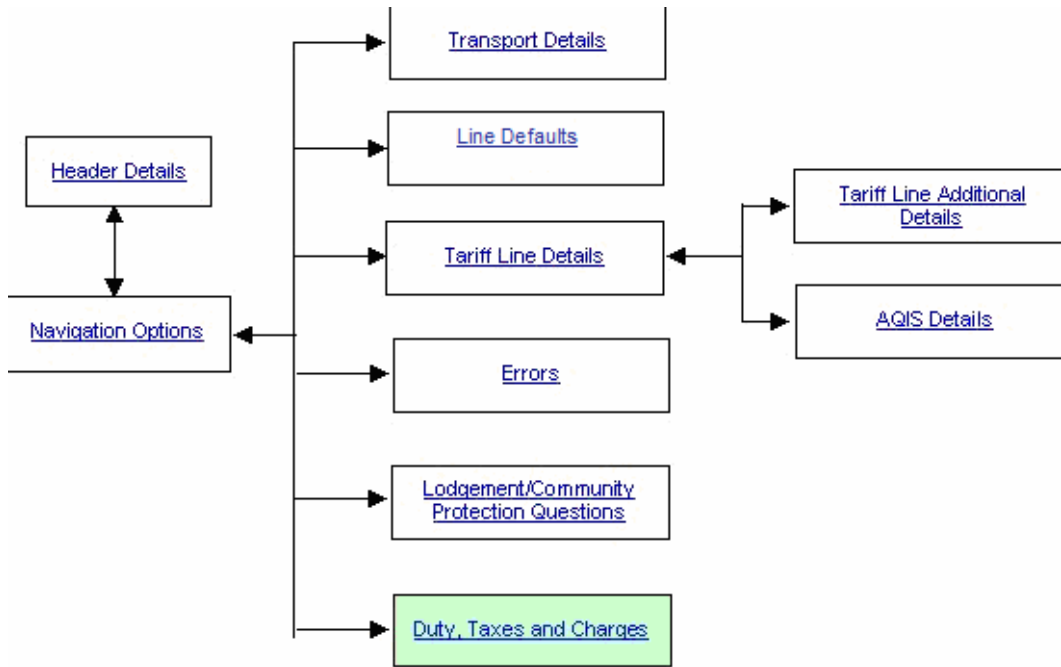 Transport Details
Line Defaults
Header Details
Tariff Line Additional
Details
Tariff Line Details
AQIS Details
Navigation Options
Errors
Lodgement/Community
Protection Questions
Duty, Taxes and Charges